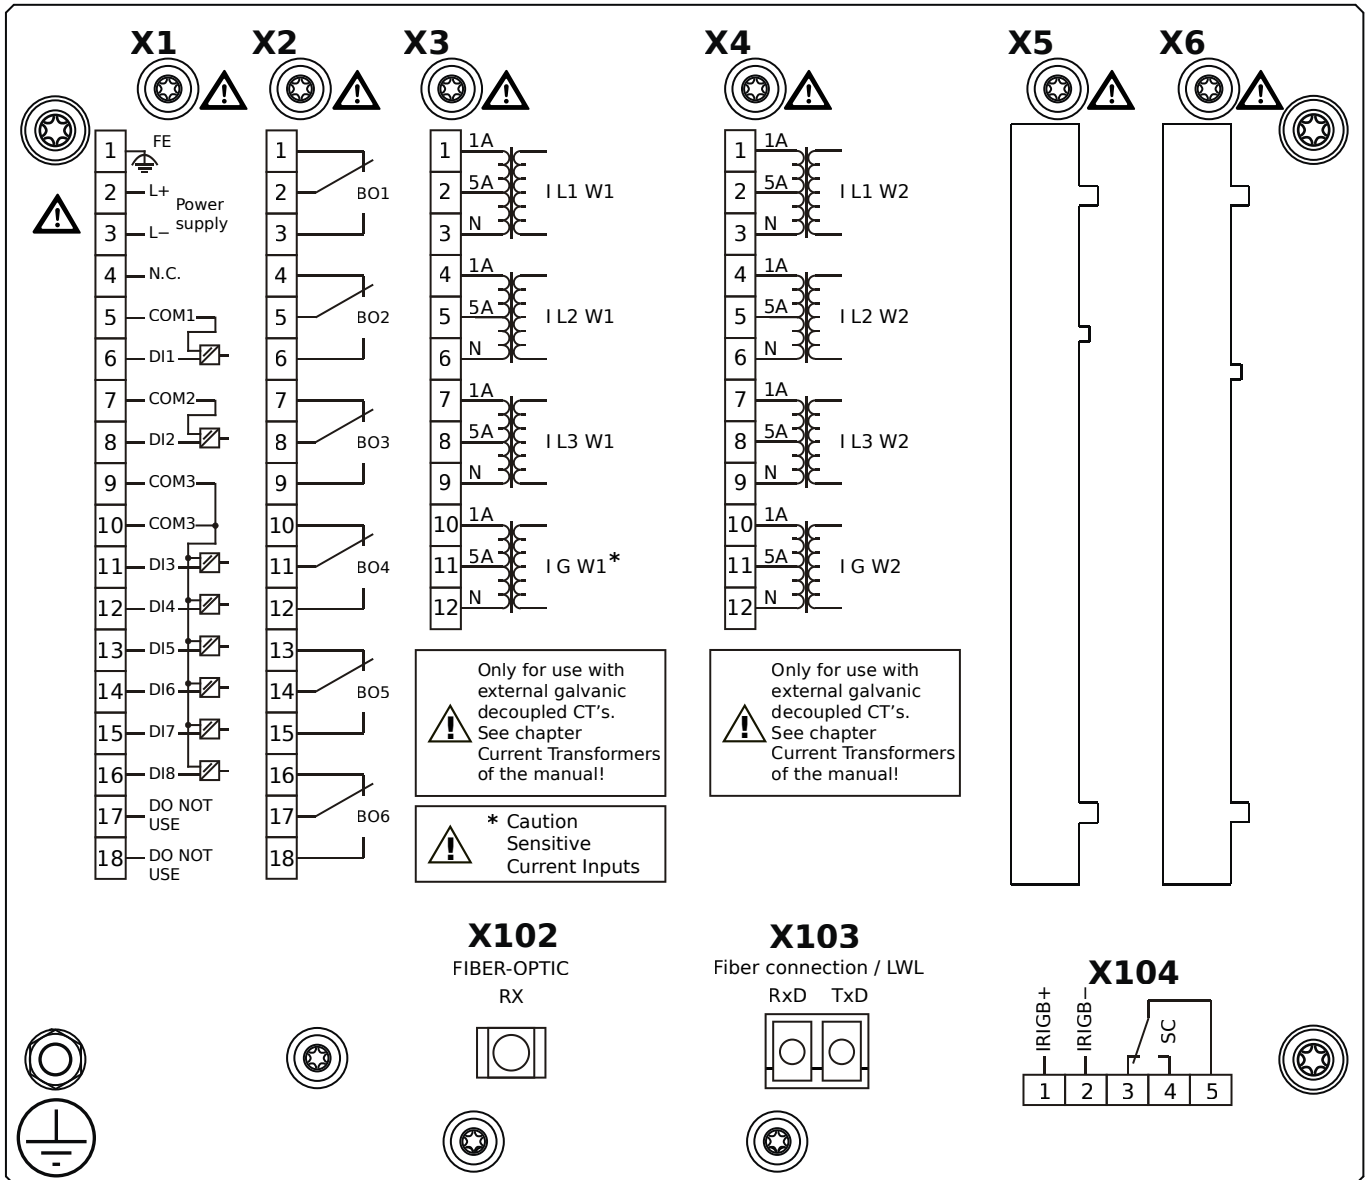 X1 X2 X3 X4 X5 X6
1 FE
2 L+
Power
supply
3 L−
4 N.C.
5 COM1
6 DI1
7 COM2
8 DI2
9 COM3
10 COM3
11 DI3
12 DI4
13 DI5
14 DI6
15 DI7
16 DI8
17 DO NOT
USE
18 DO NOT
USE
1
2 BO1
3
4
5 BO2
6
7
8 BO3
9
10
11 BO4
12
13
14 BO5
15
16
17 BO6
18
1 1A
2 5A I L1 W1
3 N
4 1A
5 5A I L2 W1
6 N
7 1A
8 5A I L3 W1
9 N
10 1A
11 5A I G W1*
12 N
Only for use with
external galvanic
decoupled CT's.
See chapter
Current Transformers
of the manual!
* Caution
Sensitive
Current Inputs
1 1A
2 5A I L1 W2
3 N
4 1A
5 5A I L2 W2
6 N
7 1A
8 5A I L3 W2
9 N
10 1A
11 5A I G W2
12 N
Only for use with
external galvanic
decoupled CT's.
See chapter
Current Transformers
of the manual!
X102
FIBER-OPTIC
RX
X103
Fiber connection / LWL
RxD TxD
X104
IRIGB+
IRIGB−
SC
1 2 3 4 5